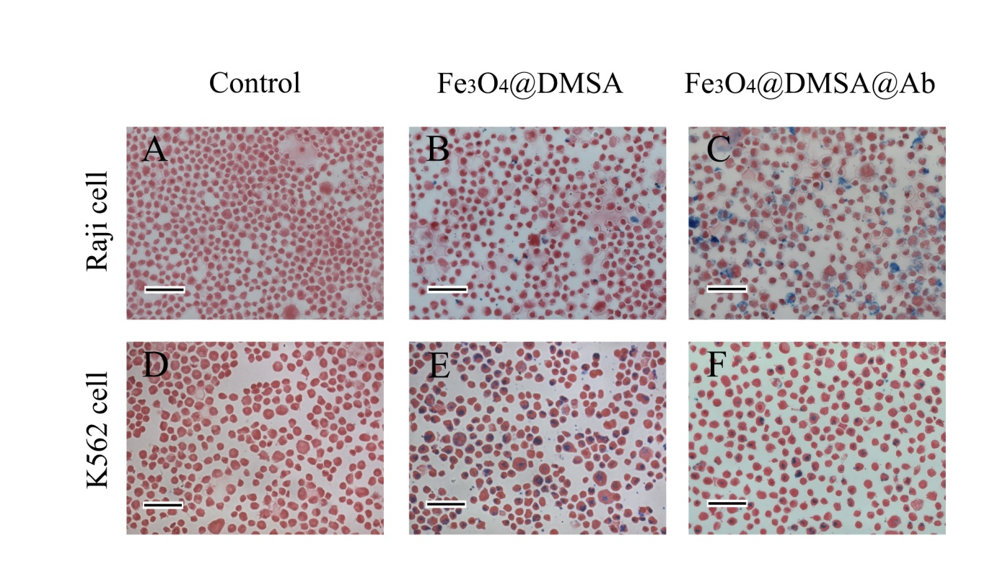 Control
Fe3O4@DMSA
Fe3O4@DMSA@Ab
Raji cell
A
B
C
K562 cell
D
E
F